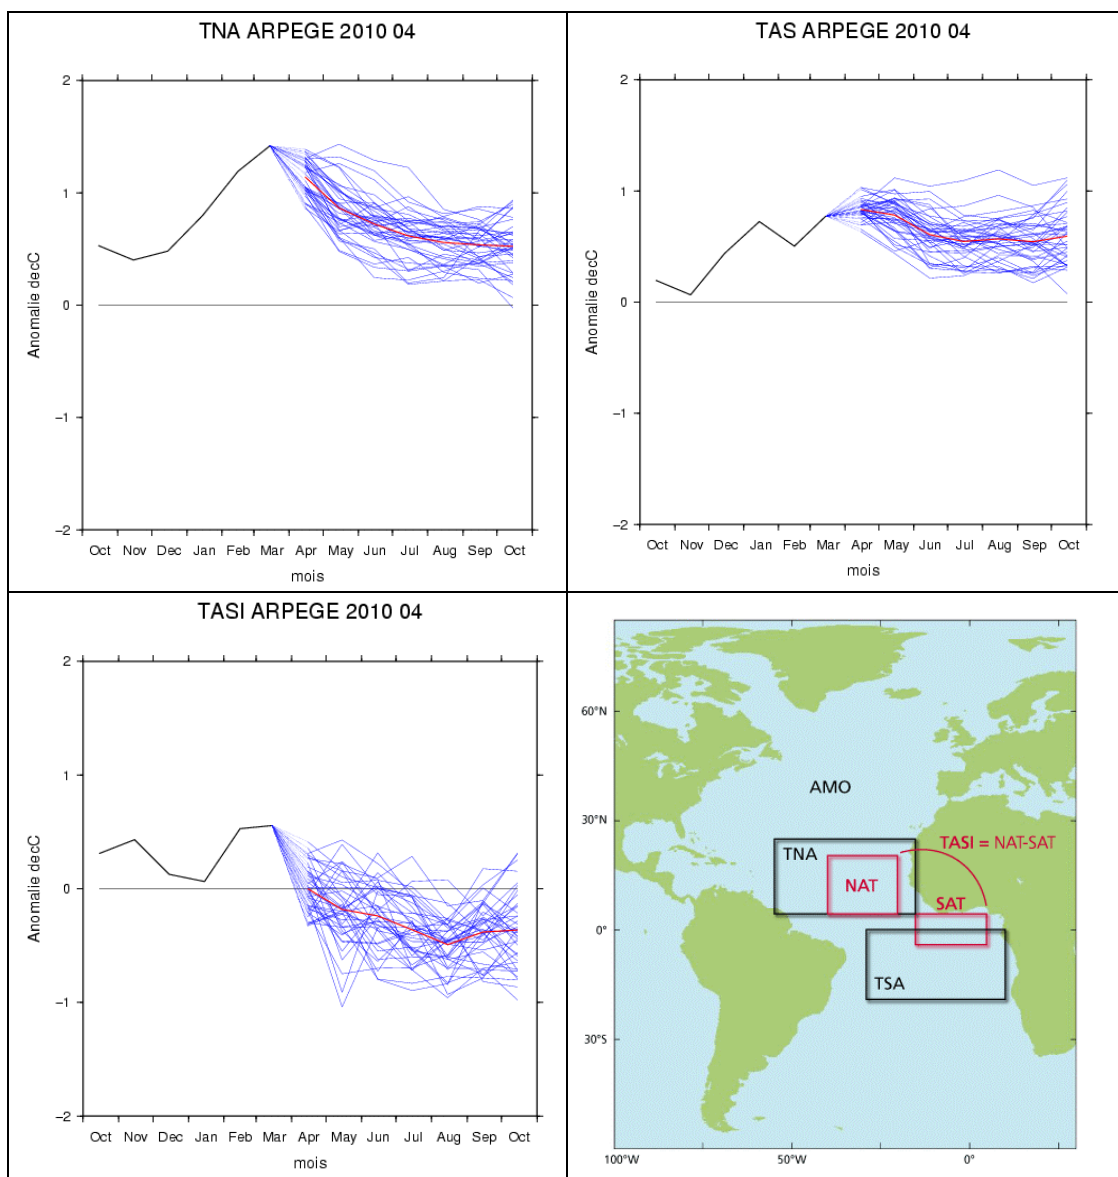 TNA ARPEGE 2010 04
2
1
0
−1
−2
Anomalie decC
Oct Nov Dec Jan Feb Mar Apr May Jun Jul Aug Sep Oct
mois
TAS ARPEGE 2010 04
2
1
0
−1
−2
Anomalie decC
Oct Nov Dec Jan Feb Mar Apr May Jun Jul Aug Sep Oct
mois
TASI ARPEGE 2010 04
2
1
0
−1
−2
Anomalie decC
Oct Nov Dec Jan Feb Mar Apr May Jun Jul Aug Sep Oct
mois
60°N
AMO
30°N
TASI = NAT-SAT
TNA
NAT
SAT
0°
TSA
30°S
100°W 50°W 0°